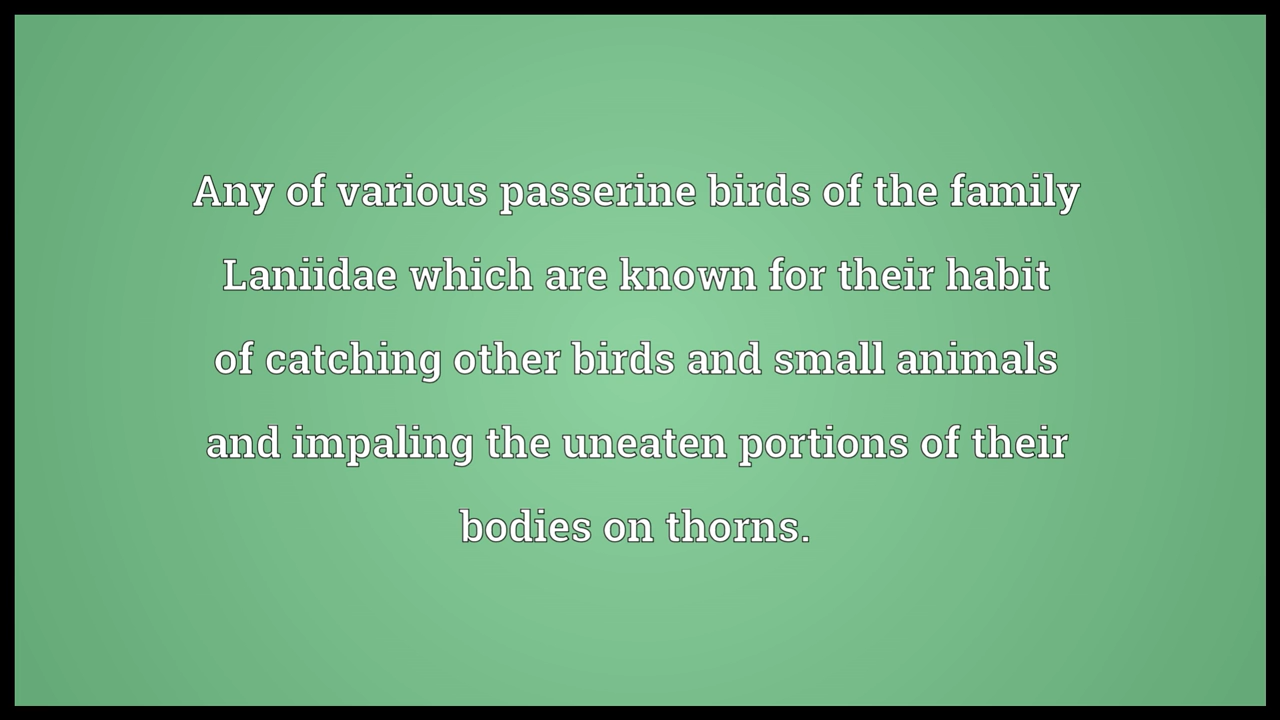 Any of various passerine birds of the family
Laniidae which are known for their habit
of catching other birds and small animals
and impaling the uneaten portions of their
bodies on thorns.